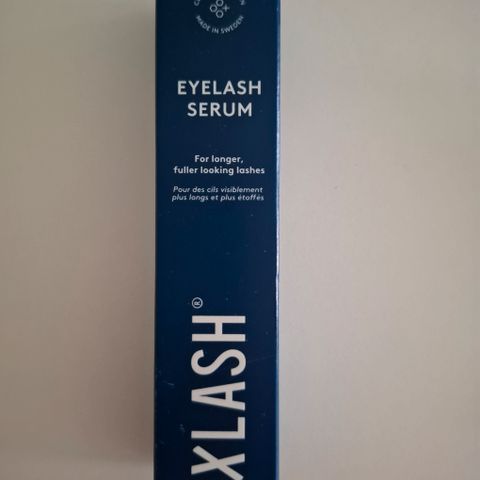 MADE IN SWEDEN
EYELASH
SERUM
For longer,
fuller looking lashes
Pour des cils visiblement
plus longs et plus étoffés
XLASH®